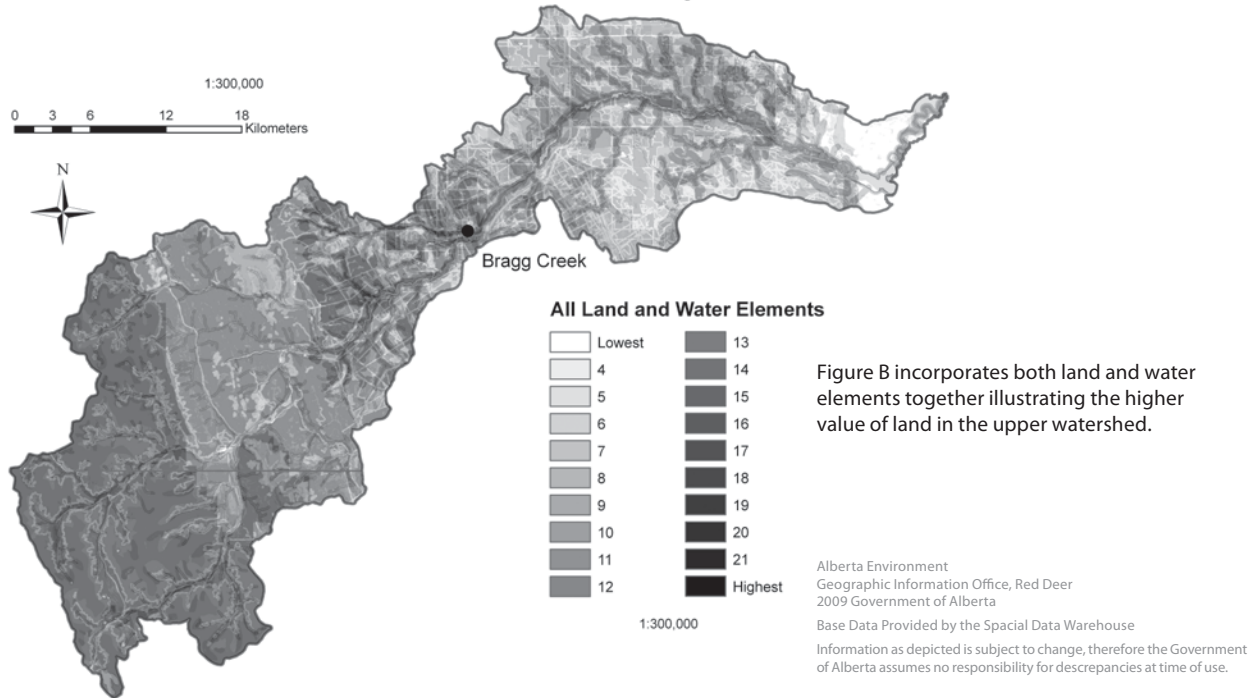 1:300,000
0 3 6 12 18
Kilometers
N
Bragg Creek
All Land and Water Elements
Lowest
4
5
6
7
8
9
10
11
12
13
14
15
16
17
18
19
20
21
Highest
1:300,000
Figure B incorporates both land and water
elements together illustrating the higher
value of land in the upper watershed.
Alberta Environment
Geographic Information Office, Red Deer
2009 Government of Alberta
Base Data Provided by the Spacial Data Warehouse
Information as depicted is subject to change, therefore the Government
of Alberta assumes no responsibility for descrepancies at time of use.